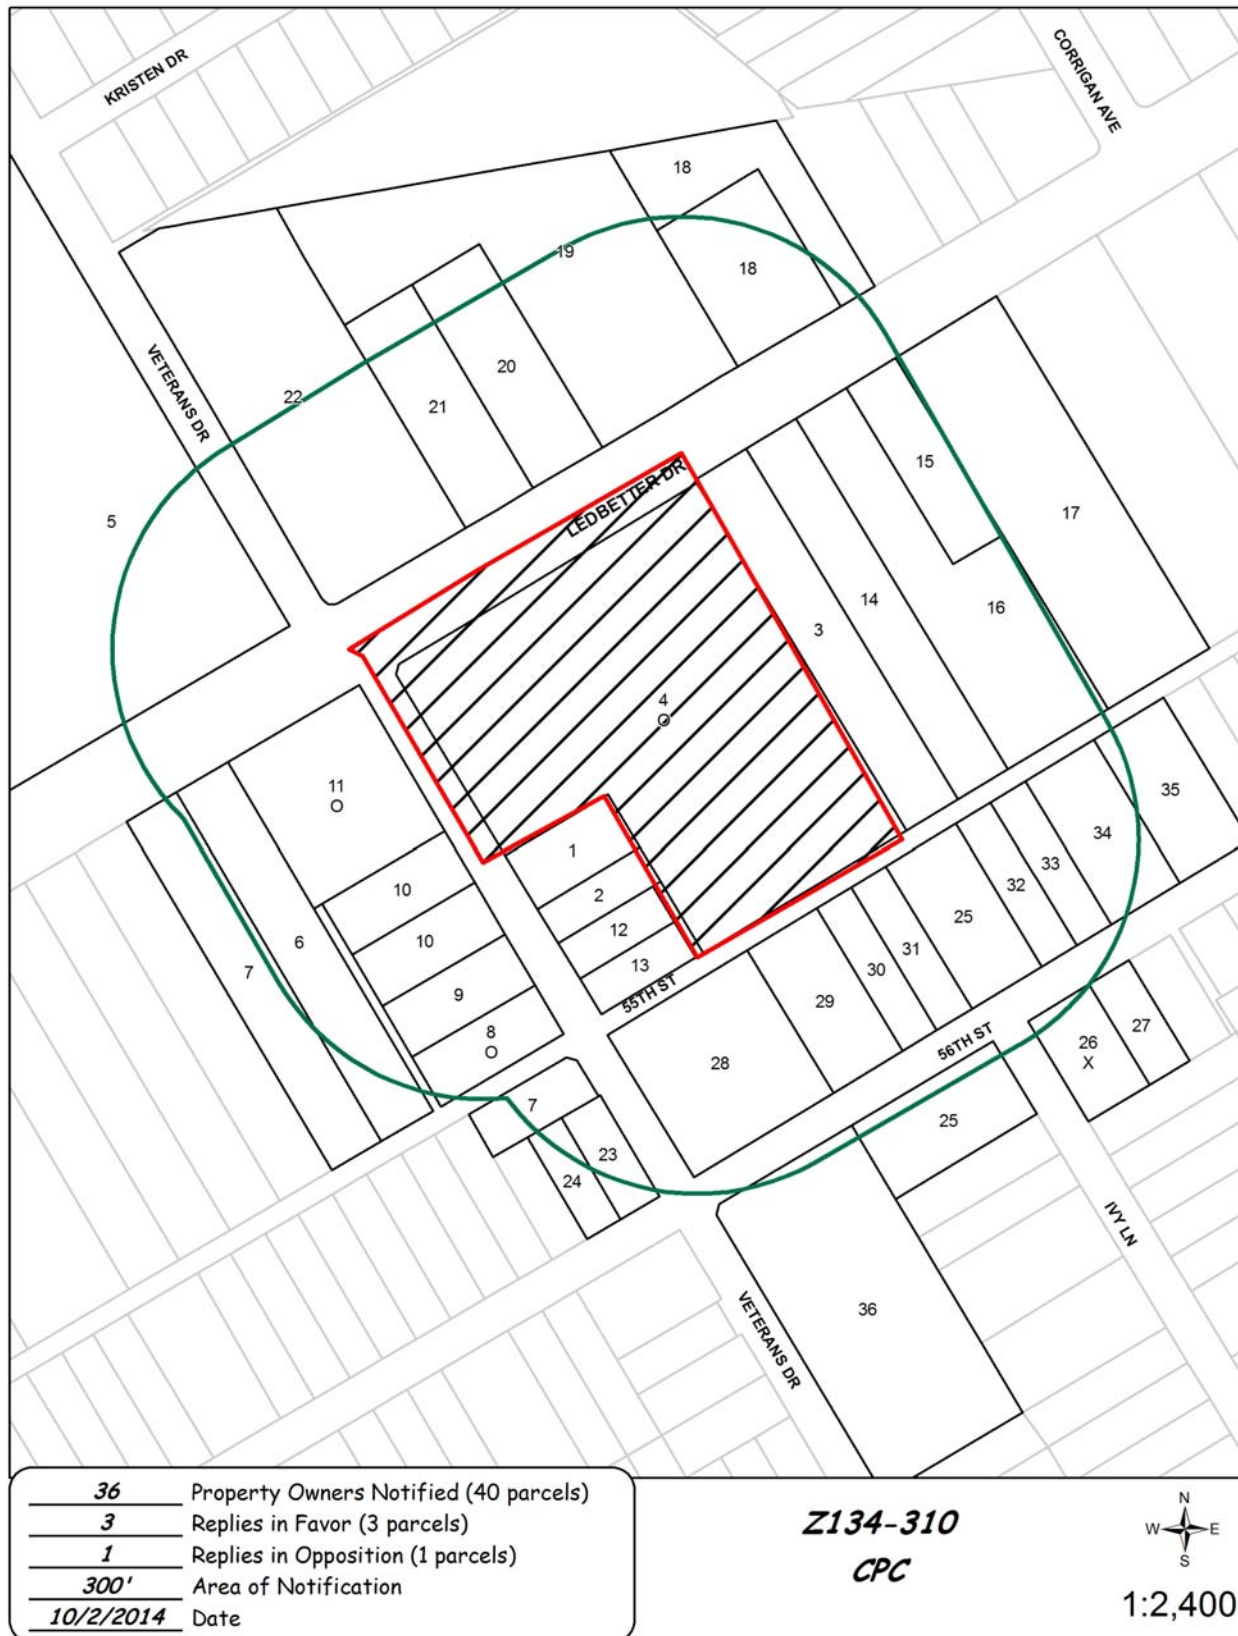 KRISTEN DR
CORRIGAN AVE
18
19
18
VETERANS DR
22
20
21
15
LEDBETTER DR
5
17
14
16
3
4
O
11
O
35
1
34
10
2
33
32
12
25
10
6
31
13
7
30
9
29
55TH ST
8
O
56TH ST
26
X
27
28
7
25
23
24
IVY LN
36
VETERANS DR
36 Property Owners Notified (40 parcels)
3 Replies in Favor (3 parcels)
1 Replies in Opposition (1 parcels)
300' Area of Notification
10/2/2014 Date
Z134-310
CPC
N
W E
S
1:2,400